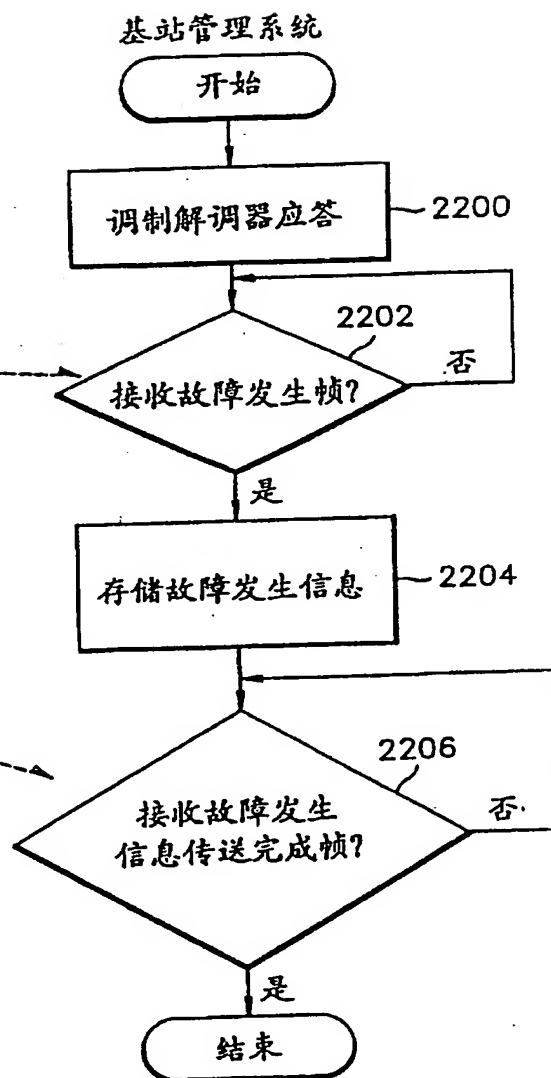 基站管理系统
开始
调制解调器应答
2200
2202
接收故障发生帧?
否
是
存储故障发生信息
2204
2206
接收故障发生
信息传送完成帧?
否
是
结束